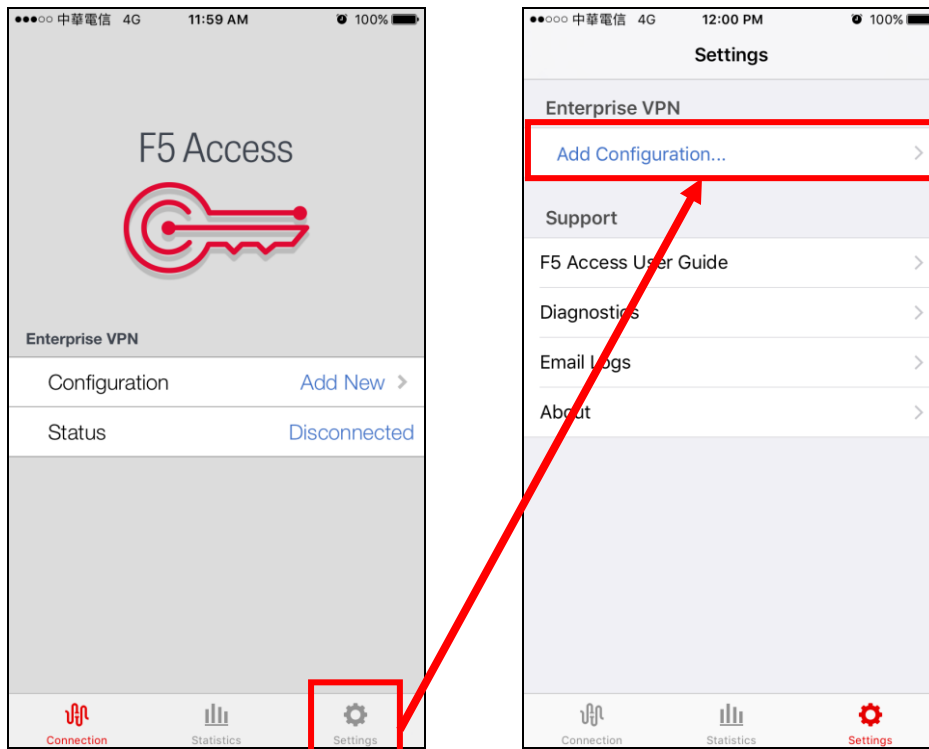 中華電信 4G 11:59 AM 100%
F5 Access
Enterprise VPN
Configuration Add New
Status Disconnected
Connection Statistics Settings
中華電信 4G 12:00 PM 100%
Settings
Enterprise VPN
Add Configuration...
Support
F5 Access User Guide
Diagnostics
Email Logs
About
Connection Statistics Settings